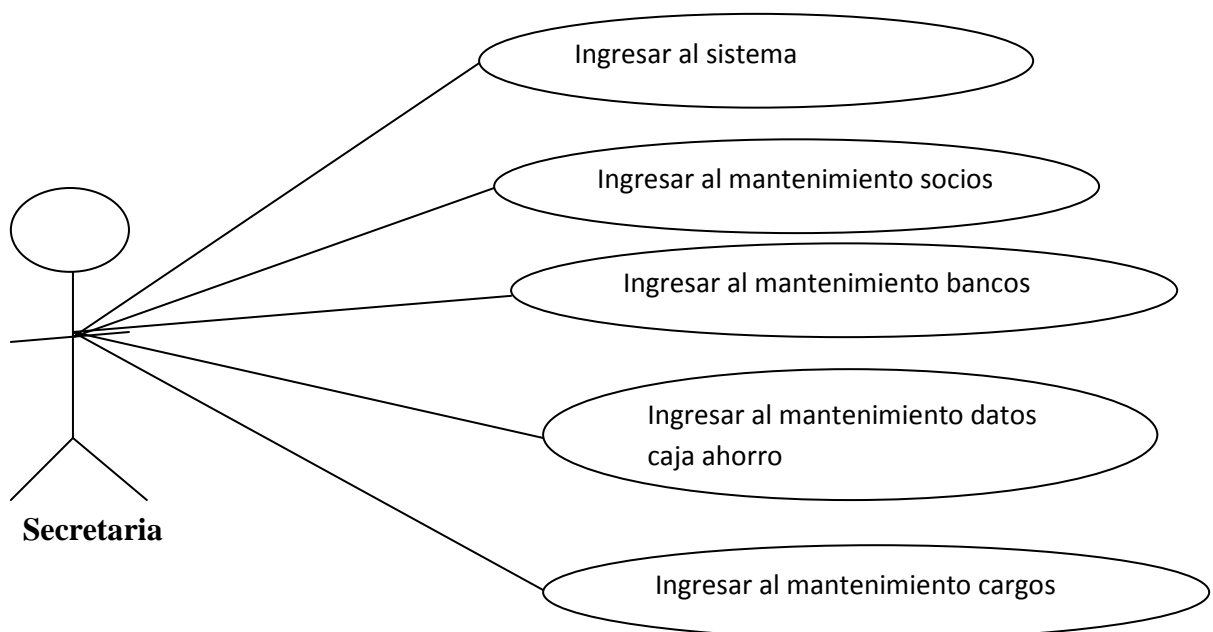 Ingresar al sistema
Ingresar al mantenimiento socios
Ingresar al mantenimiento bancos
Ingresar al mantenimiento datos
caja ahorro
Secretaria
Ingresar al mantenimiento cargos